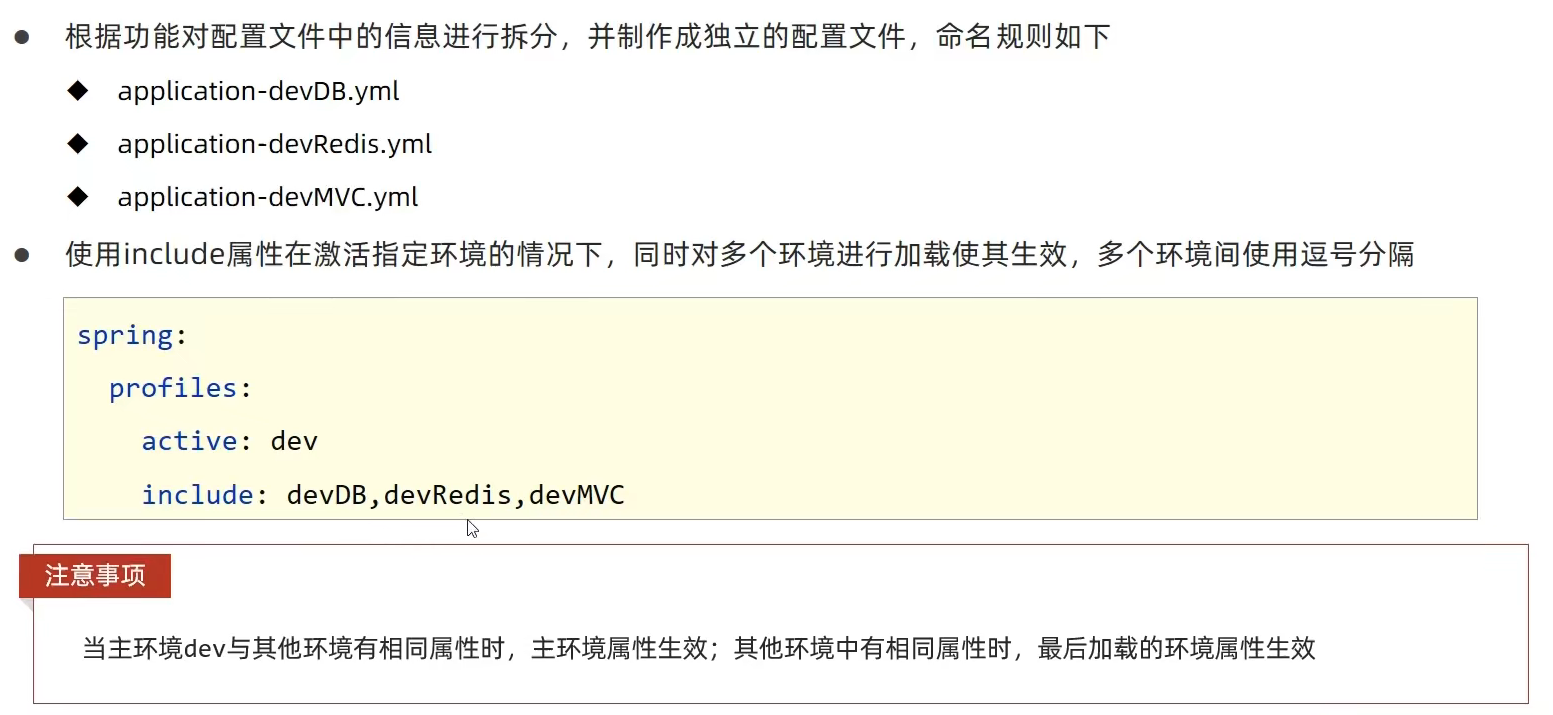 根据功能对配置文件中的信息进行拆分，并制作成独立的配置文件，命名规则如下
application-devDB.yml
application-devRedis.yml
application-devMVC.yml
使用include属性在激活指定环境的情况下，同时对多个环境进行加载使其生效，多个环境间使用逗号分隔
spring:
  profiles:
    active: dev
    include: devDB,devRedis,devMVC
注意事项
当主环境dev与其他环境有相同属性时，主环境属性生效；其他环境中有相同属性时，最后加载的环境属性生效